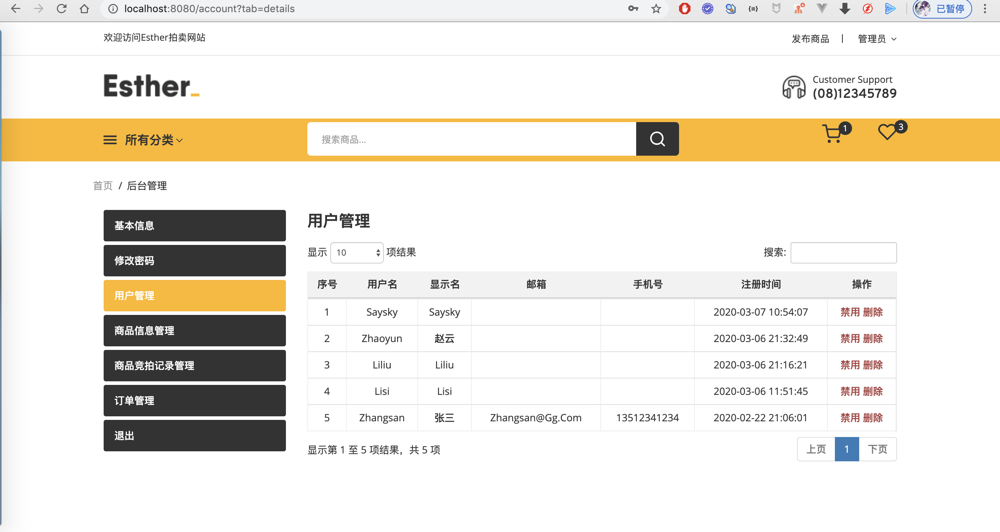 localhost:8080/account?tab=details
已暂停
欢迎访问Esther拍卖网站
发布商品 | 管理员
Esther_
Customer Support
(08)12345789
所有分类
搜索商品...
1
3
首页 / 后台管理
基本信息
修改密码
用户管理
商品信息管理
商品竞拍记录管理
订单管理
退出
用户管理
显示 10 项结果
搜索:
序号 用户名 显示名 邮箱 手机号 注册时间 操作
1 Saysky Saysky 2020-03-07 10:54:07 禁用 删除
2 Zhaoyun 赵云 2020-03-06 21:32:49 禁用 删除
3 Liliu Liliu 2020-03-06 21:16:21 禁用 删除
4 Lisi Lisi 2020-03-06 11:51:45 禁用 删除
5 Zhangsan 张三 Zhangsan@Gg.Com 13512341234 2020-02-22 21:06:01 禁用 删除
显示第 1 至 5 项结果，共 5 项
上页 1 下页